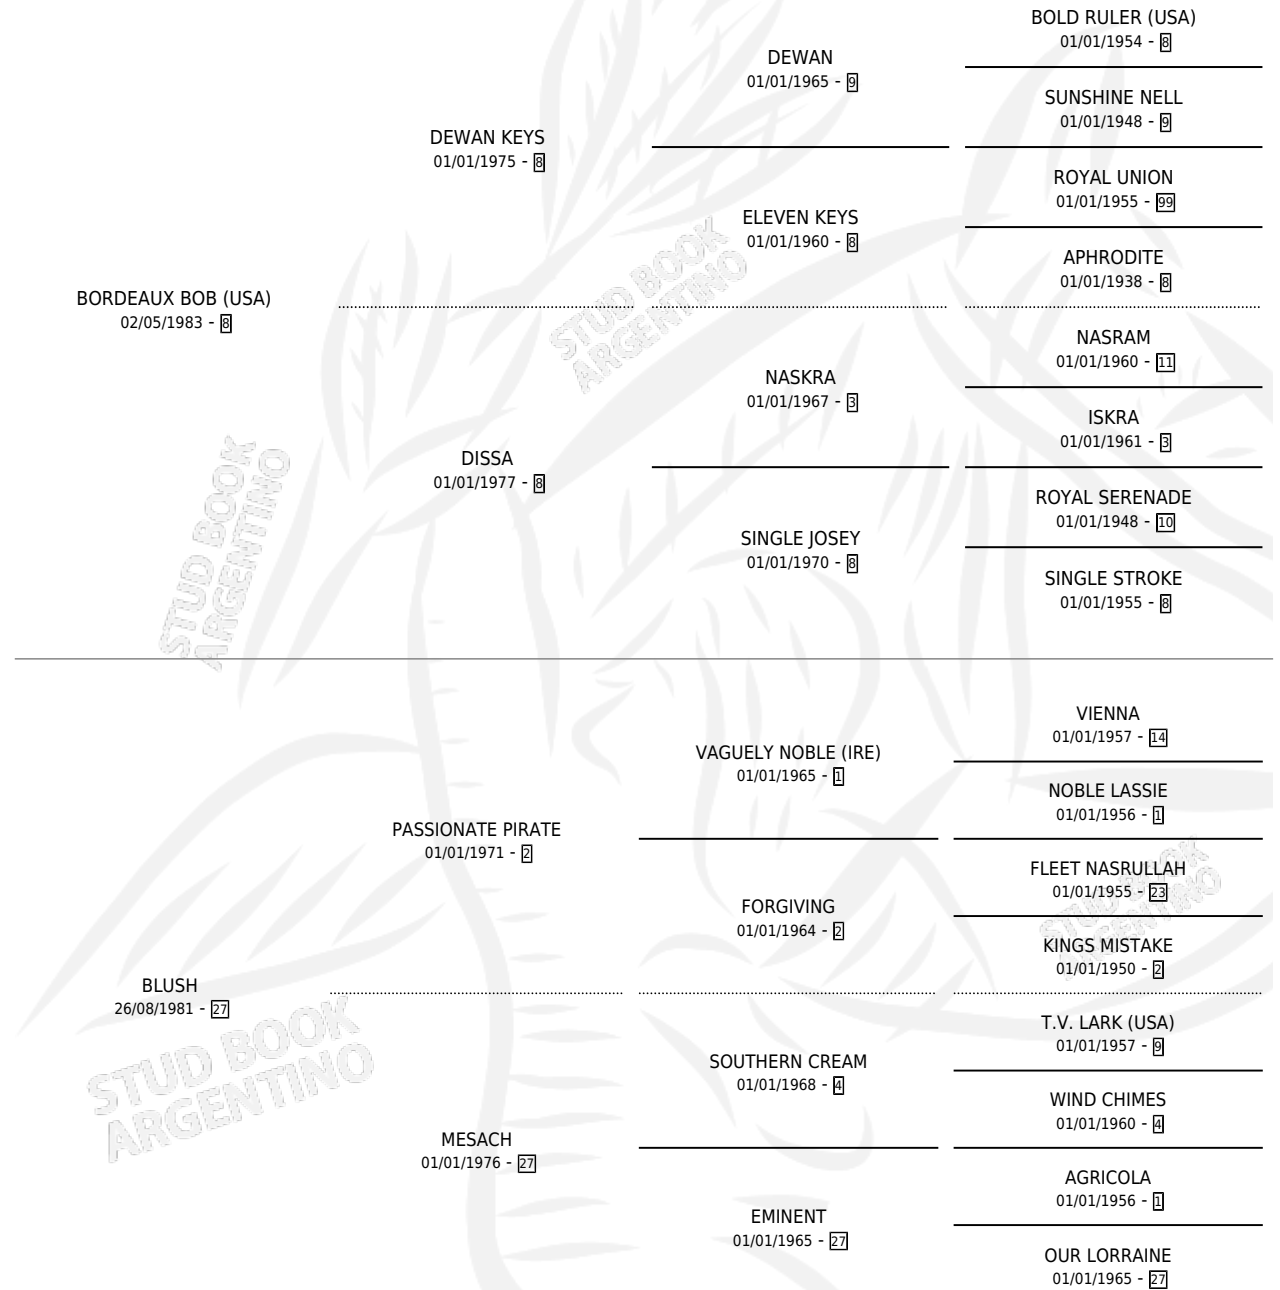 BORDEAUX BOB (USA)
02/05/1983 - 8
DEWAN KEYS
01/01/1975 - 8
DISSA
01/01/1977 - 8
DEWAN
01/01/1965 - 9
ELEVEN KEYS
01/01/1960 - 8
NASKRA
01/01/1967 - 3
SINGLE JOSEY
01/01/1970 - 8
BOLD RULER (USA)
01/01/1954 - 8
SUNSHINE NELL
01/01/1948 - 9
ROYAL UNION
01/01/1955 - 99
APHRODITE
01/01/1938 - 8
NASRAM
01/01/1960 - 11
ISKRA
01/01/1961 - 3
ROYAL SERENADE
01/01/1948 - 10
SINGLE STROKE
01/01/1955 - 8
BLUSH
26/08/1981 - 27
PASSIONATE PIRATE
01/01/1971 - 2
MESACH
01/01/1976 - 27
VAGUELY NOBLE (IRE)
01/01/1965 - 1
FORGIVING
01/01/1964 - 2
SOUTHERN CREAM
01/01/1968 - 4
EMINENT
01/01/1965 - 27
VIENNA
01/01/1957 - 14
NOBLE LASSIE
01/01/1956 - 1
FLEET NASRULLAH
01/01/1955 - 23
KINGS MISTAKE
01/01/1950 - 2
T.V. LARK (USA)
01/01/1957 - 9
WIND CHIMES
01/01/1960 - 4
AGRICOLA
01/01/1956 - 1
OUR LORRAINE
01/01/1965 - 27
STUD BOOK
ARGENTINO
STUD BOOK
ARGENTINO
STUD BOOK
ARGENTINO
STUD BOOK
ARGENTINO